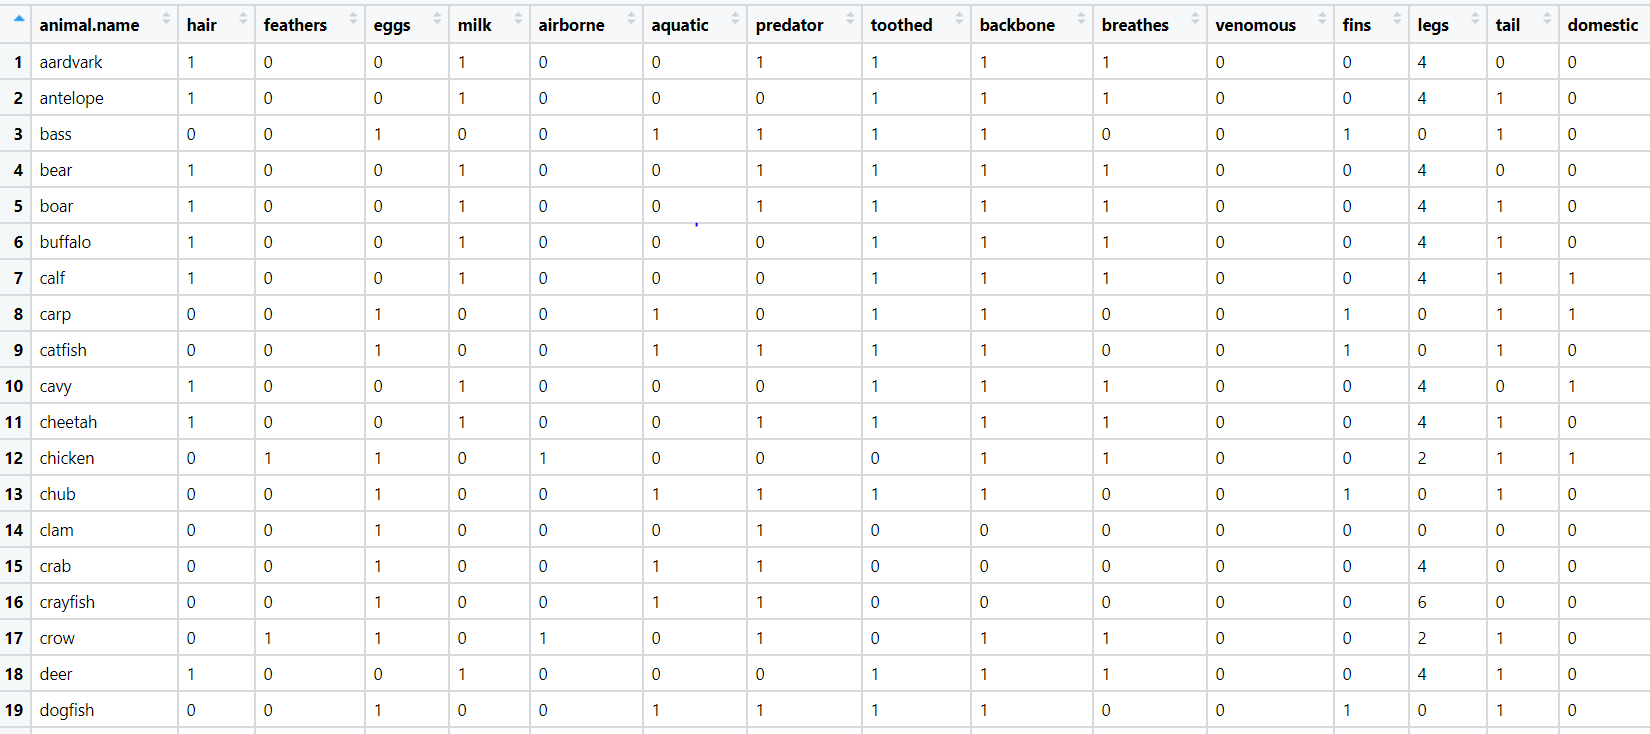 animal.name hair feathers eggs milk airborne aquatic predator toothed backbone breathes venomous fins legs tail domestic
1 aardvark 1 0 0 1 0 0 1 1 1 1 0 0 4 0 0
2 antelope 1 0 0 1 0 0 0 1 1 1 0 0 4 1 0
3 bass 0 0 1 0 0 1 1 1 1 0 0 1 0 1 0
4 bear 1 0 0 1 0 0 1 1 1 1 0 0 4 0 0
5 boar 1 0 0 1 0 0 1 1 1 1 0 0 4 1 0
6 buffalo 1 0 0 1 0 0 0 1 1 1 0 0 4 1 0
7 calf 1 0 0 1 0 0 0 1 1 1 0 0 4 1 1
8 carp 0 0 1 0 0 1 0 1 1 0 0 1 0 1 1
9 catfish 0 0 1 0 0 1 1 1 1 0 0 1 0 1 0
10 cavy 1 0 0 1 0 0 0 1 1 1 0 0 4 0 1
11 cheetah 1 0 0 1 0 0 1 1 1 1 0 0 4 1 0
12 chicken 0 1 1 0 1 0 0 0 1 1 0 0 2 1 1
13 chub 0 0 1 0 0 1 1 1 1 0 0 1 0 1 0
14 clam 0 0 1 0 0 0 1 0 0 0 0 0 0 0 0
15 crab 0 0 1 0 0 1 1 0 0 0 0 0 4 0 0
16 crayfish 0 0 1 0 0 1 1 0 0 0 0 0 6 0 0
17 crow 0 1 1 0 1 0 1 0 1 1 0 0 2 1 0
18 deer 1 0 0 1 0 0 0 1 1 1 0 0 4 1 0
19 dogfish 0 0 1 0 0 1 1 1 1 0 0 1 0 1 0